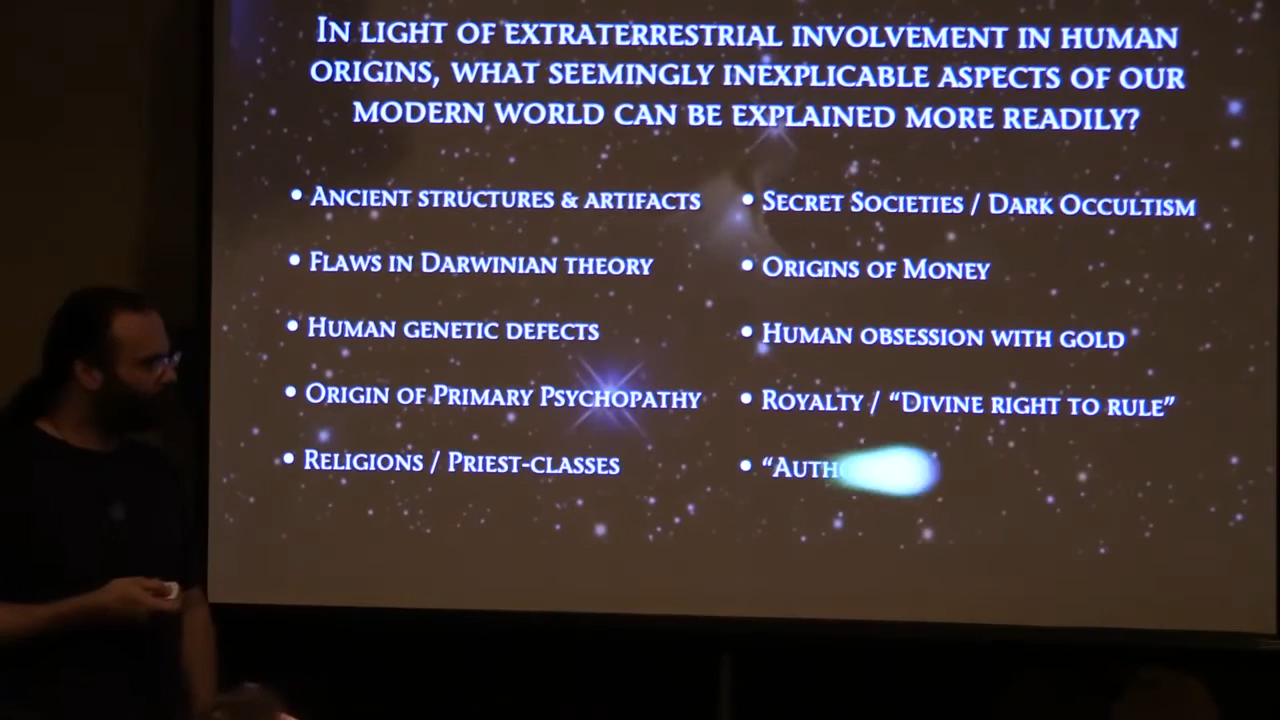 IN LIGHT OF EXTRATERRESTRIAL INVOLVEMENT IN HUMAN
ORIGINS, WHAT SEEMINGLY INEXPLICABLE ASPECTS OF OUR
MODERN WORLD CAN BE EXPLAINED MORE READILY?
• ANCIENT STRUCTURES & ARTIFACTS
• FLAWS IN DARWINIAN THEORY
• HUMAN GENETIC DEFECTS
• ORIGIN OF PRIMARY PSYCHOPATHY
• RELIGIONS / PRIEST-CLASSES
• SECRET SOCIETIES / DARK OCCULTISM
• ORIGINS OF MONEY
• HUMAN OBSESSION WITH GOLD
• ROYALTY / “DIVINE RIGHT TO RULE”